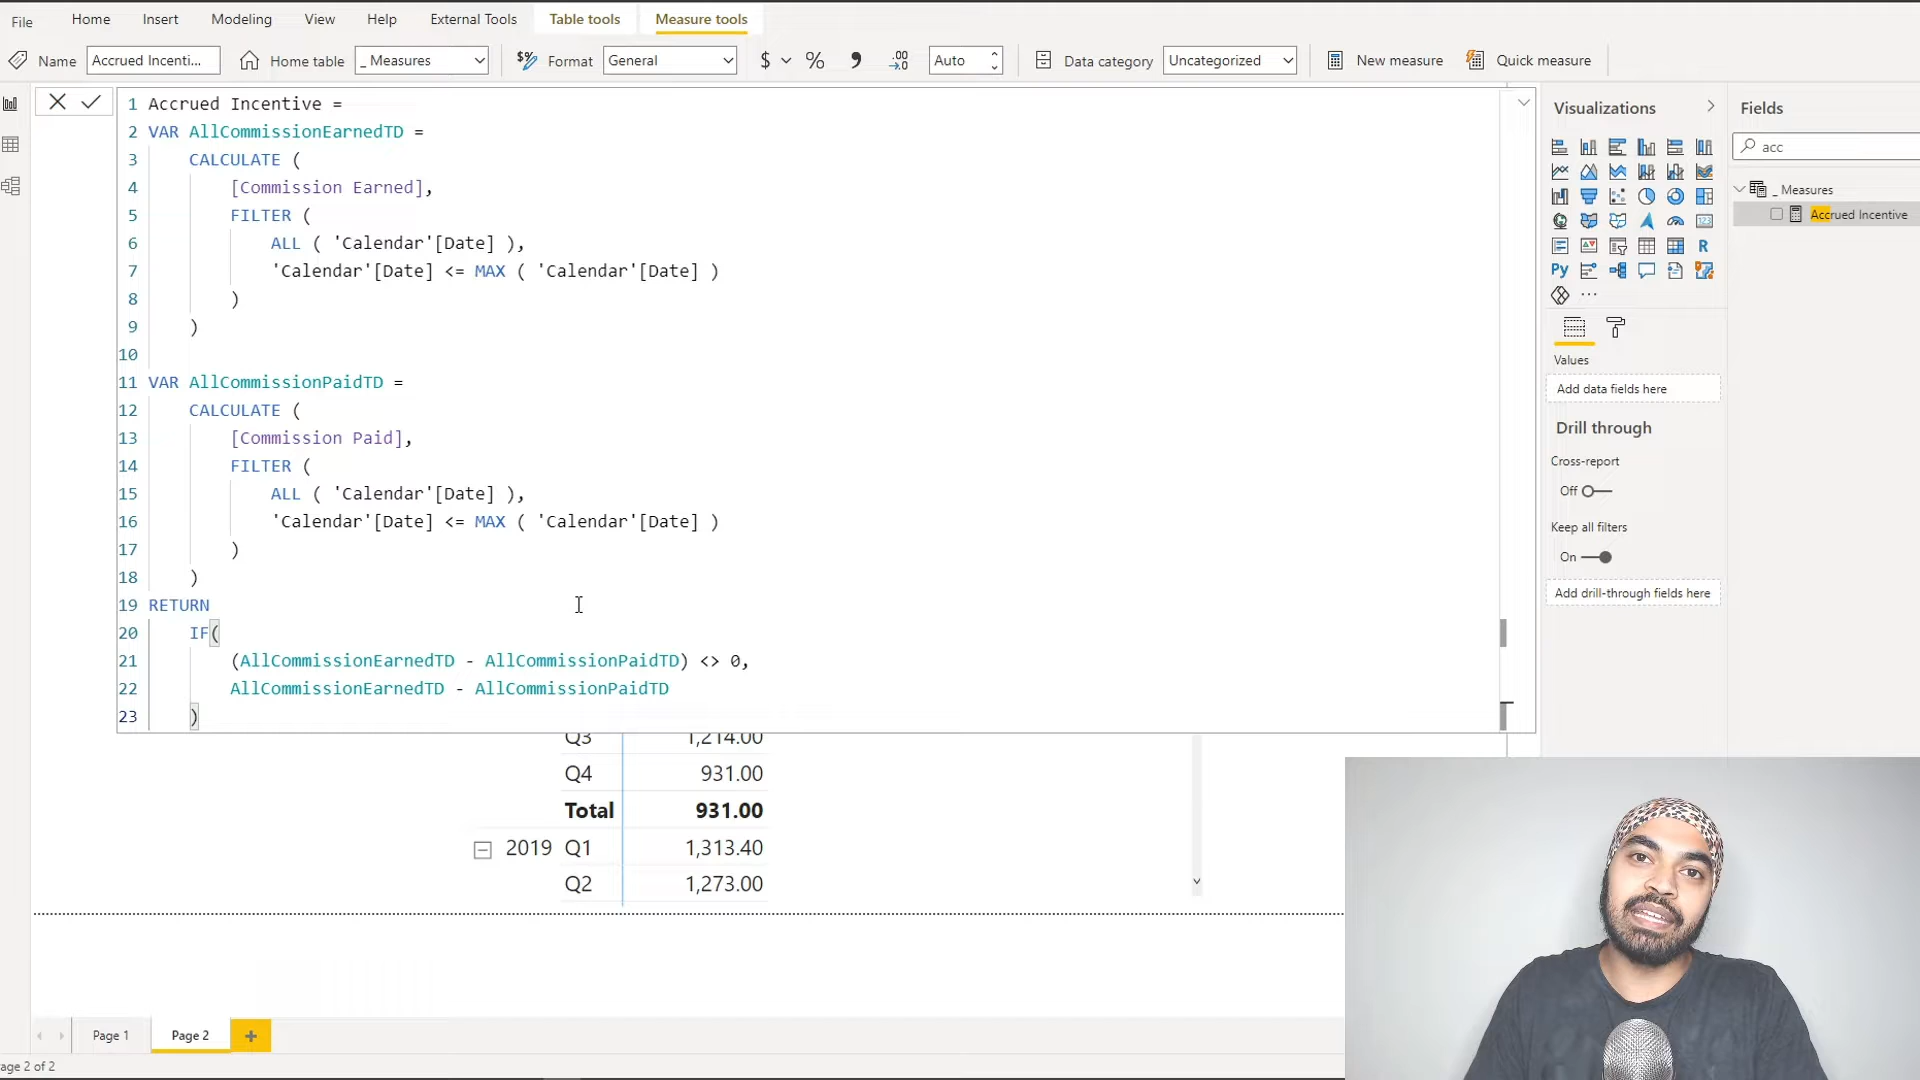 File Home Insert Modeling View Help External Tools Table tools Measure tools
Name Accrued Incenti... Home table _ Measures Format General $ % Auto Data category Uncategorized New measure Quick measure
1 Accrued Incentive =
2 VAR AllCommissionEarnedTD =
3 CALCULATE (
4 [Commission Earned],
5 FILTER (
6 ALL ( 'Calendar'[Date] ),
7 'Calendar'[Date] <= MAX ( 'Calendar'[Date] )
8 )
9 )
10
11 VAR AllCommissionPaidTD =
12 CALCULATE (
13 [Commission Paid],
14 FILTER (
15 ALL ( 'Calendar'[Date] ),
16 'Calendar'[Date] <= MAX ( 'Calendar'[Date] )
17 )
18 )
19 RETURN
20 IF(
21 (AllCommissionEarnedTD - AllCommissionPaidTD) <> 0,
22 AllCommissionEarnedTD - AllCommissionPaidTD
23 )
Q3 1,214.00
Q4 931.00
Total 931.00
2019 Q1 1,313.40
Q2 1,273.00
Visualizations
R
Py
Values
Add data fields here
Drill through
Cross-report
Off
Keep all filters
On
Add drill-through fields here
Fields
acc
_ Measures
Accrued Incentive
Page 1 Page 2 +
age 2 of 2